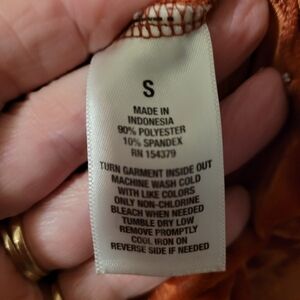 S
MADE IN
INDONESIA
90% POLYESTER
10% SPANDEX
RN 154379
TURN GARMENT INSIDE OUT
MACHINE WASH COLD
WITH LIKE COLORS
ONLY NON-CHLORINE
BLEACH WHEN NEEDED
TUMBLE DRY LOW
REMOVE PROMPTLY
COOL IRON ON
REVERSE SIDE IF NEEDED